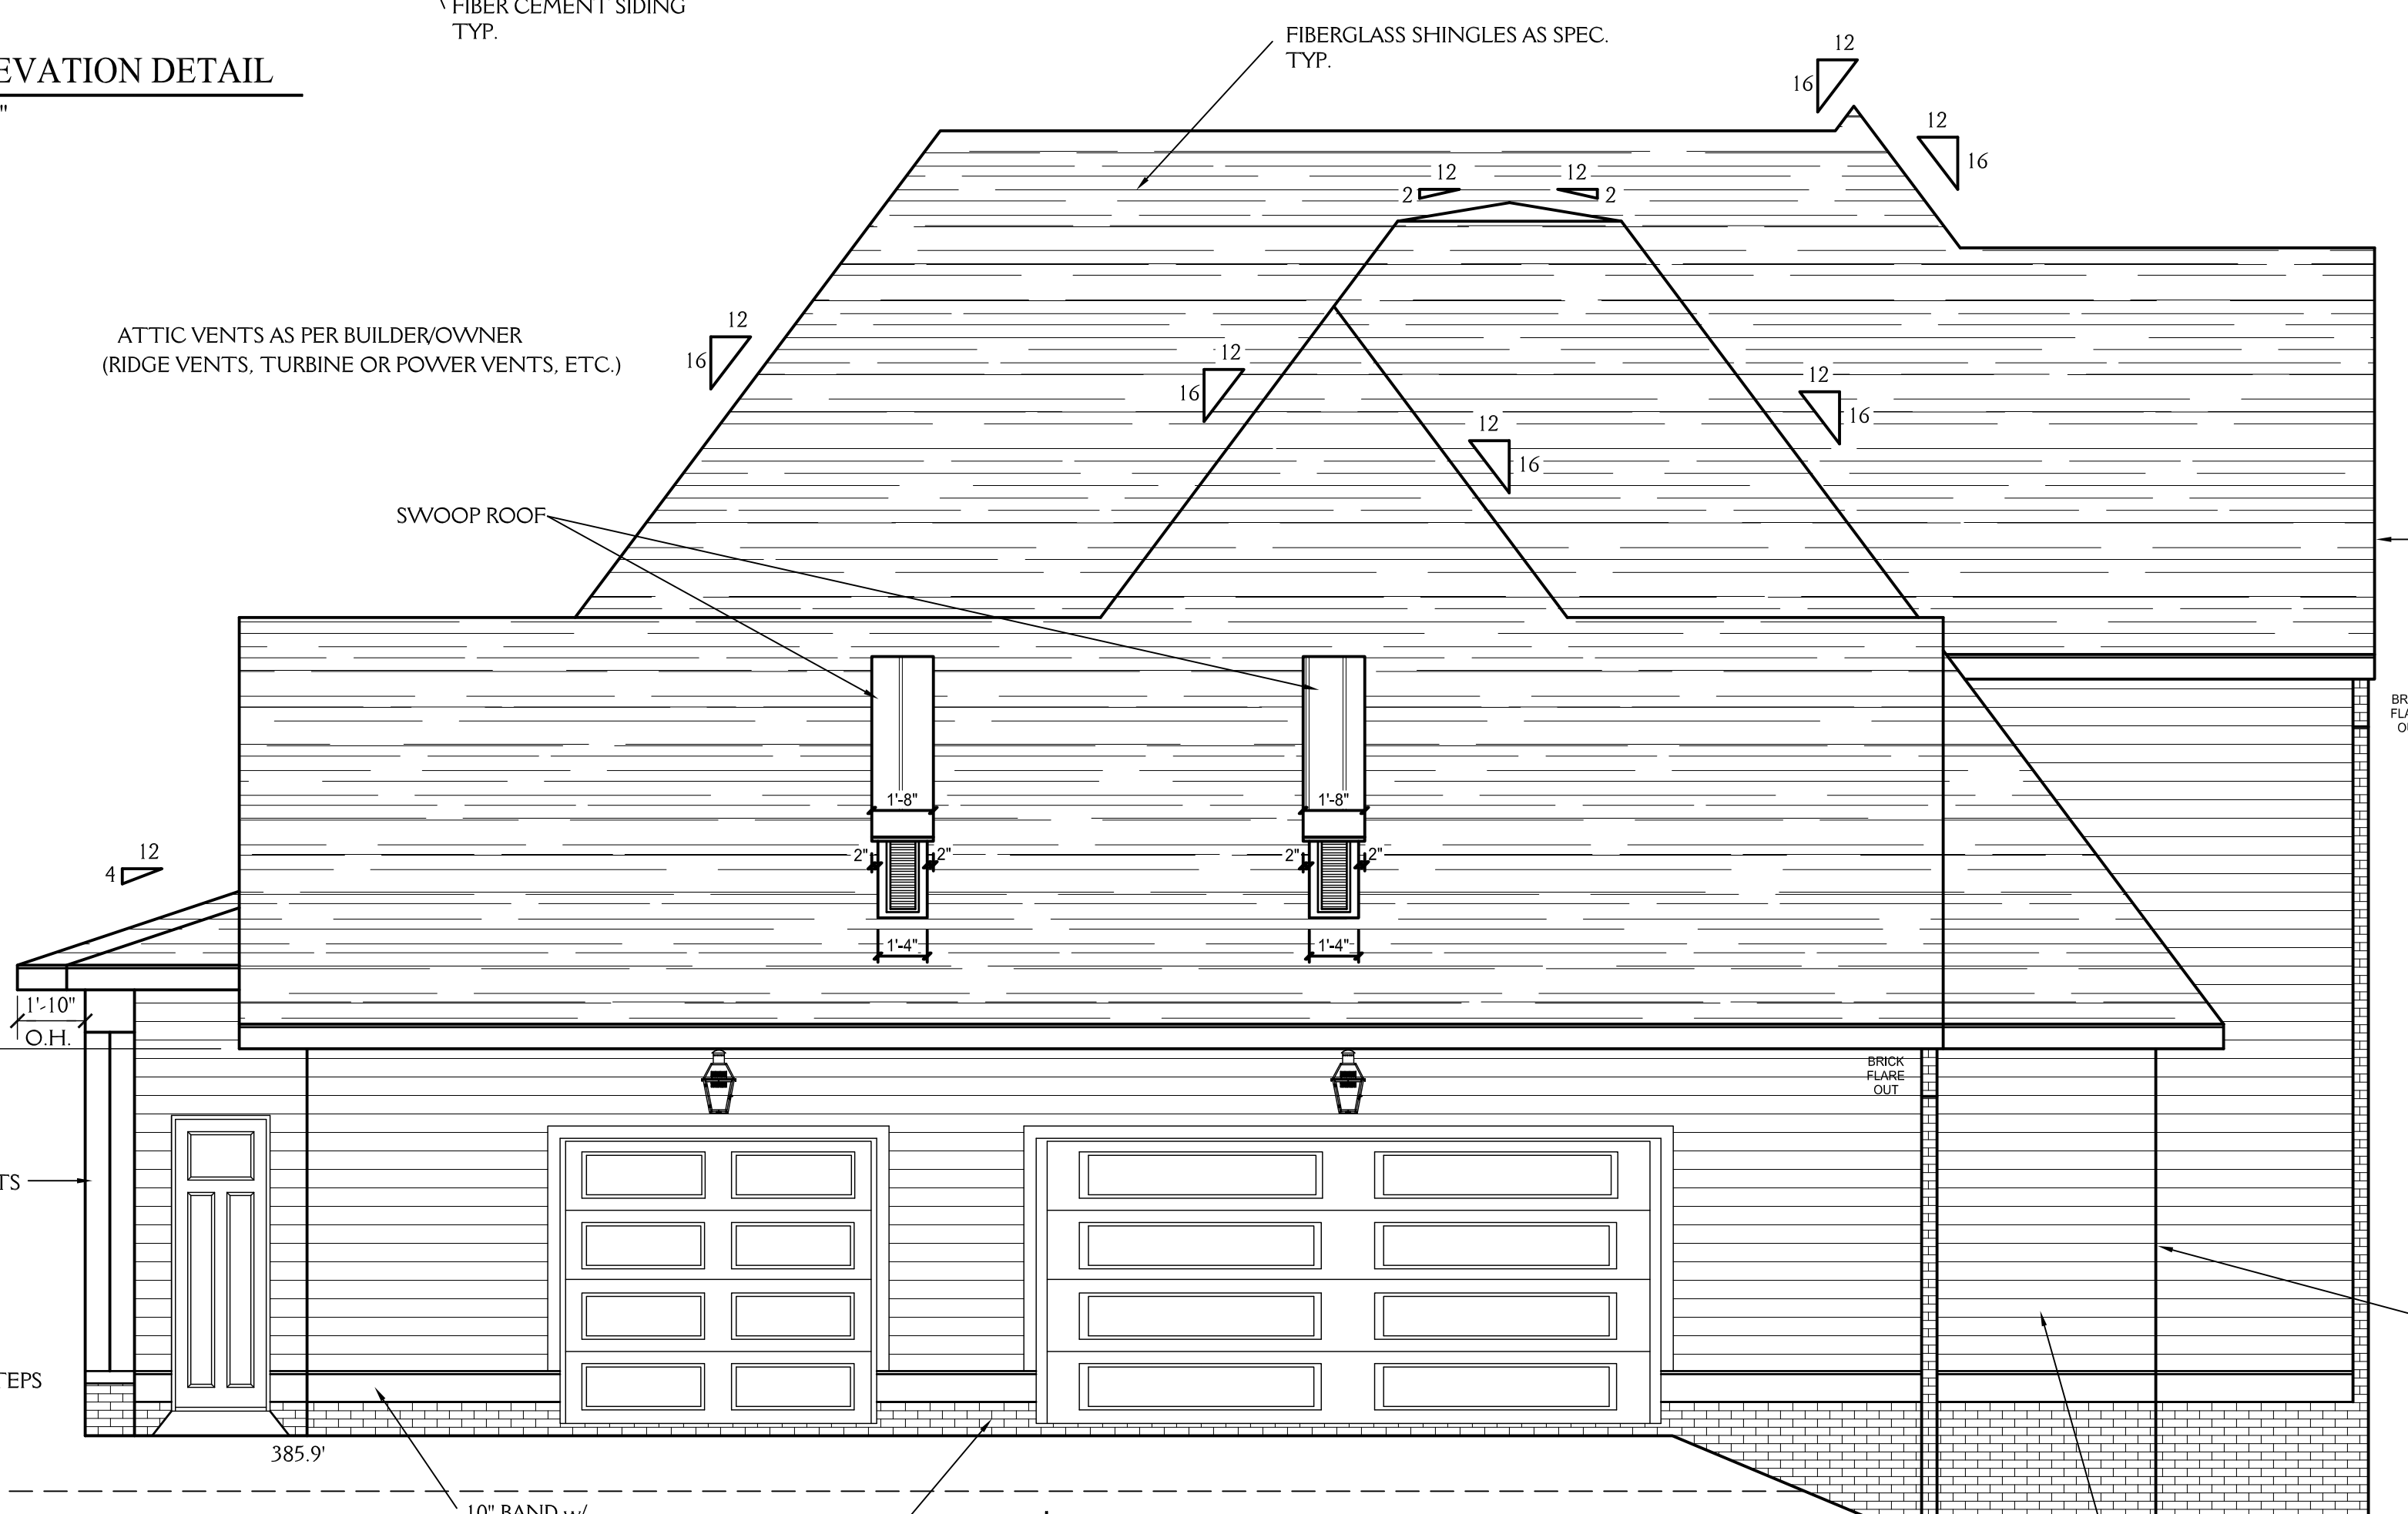 FIBER CEMENT SIDING
TYP.
EVATION DETAIL
"
FIBERGLASS SHINGLES AS SPEC.
TYP.
12
16
12
16
12
2
12
2
ATTIC VENTS AS PER BUILDER/OWNER
(RIDGE VENTS, TURBINE OR POWER VENTS, ETC.)
12
16
12
16
12
16
12
16
SWOOP ROOF
BR
FLA
OU
1'-8"
1'-8"
2"
2"
2"
2"
12
4
1'-4"
1'-4"
1'-10"
O.H.
BRICK
FLARE
OUT
TS
TEPS
385.9'
10" BAND w/